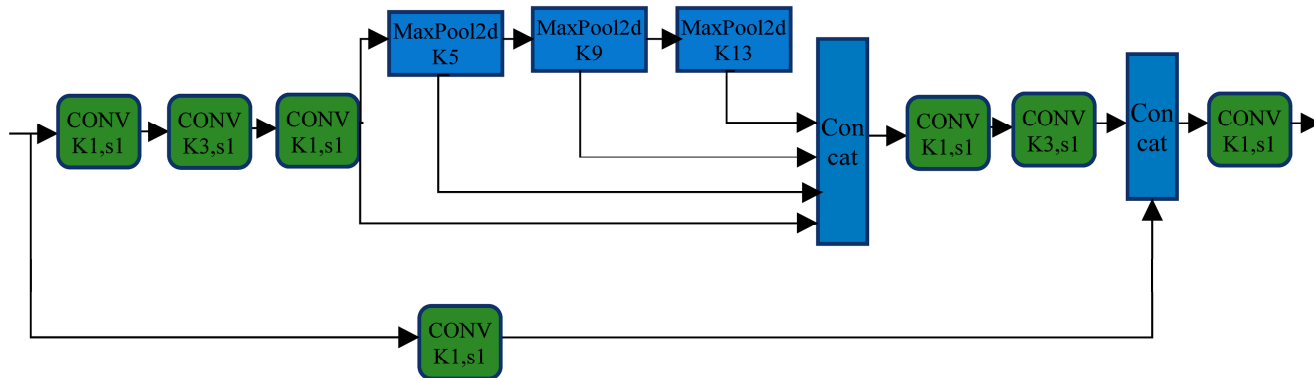 MaxPool2d
K5
MaxPool2d
K9
MaxPool2d
K13
CONV
K1,s1
CONV
K3,s1
CONV
K1,s1
Con
cat
CONV
K1,s1
CONV
K3,s1
Con
cat
CONV
K1,s1
CONV
K1,s1